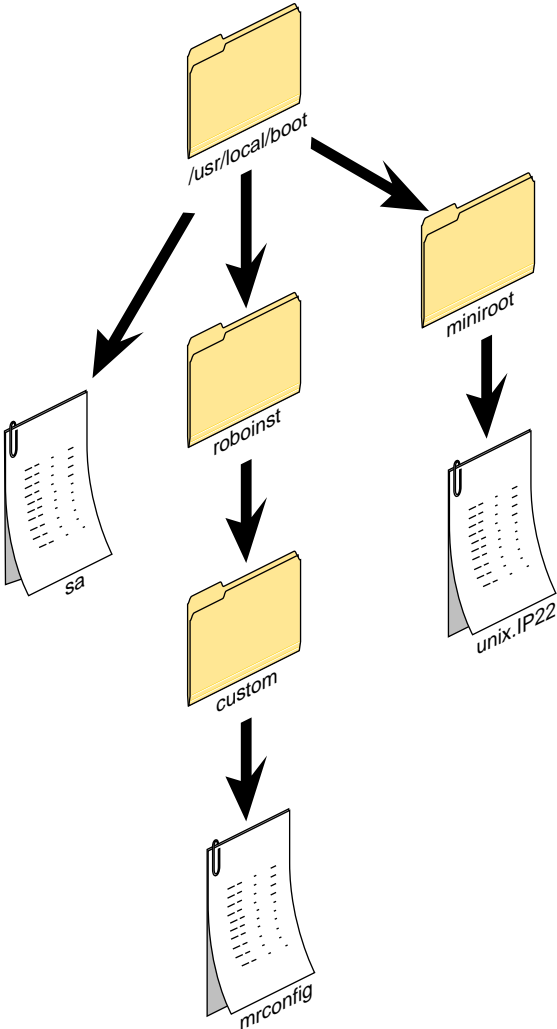 /usr/local/boot
miniroot
roboinst
sa
unix.IP22
custom
mrconfig